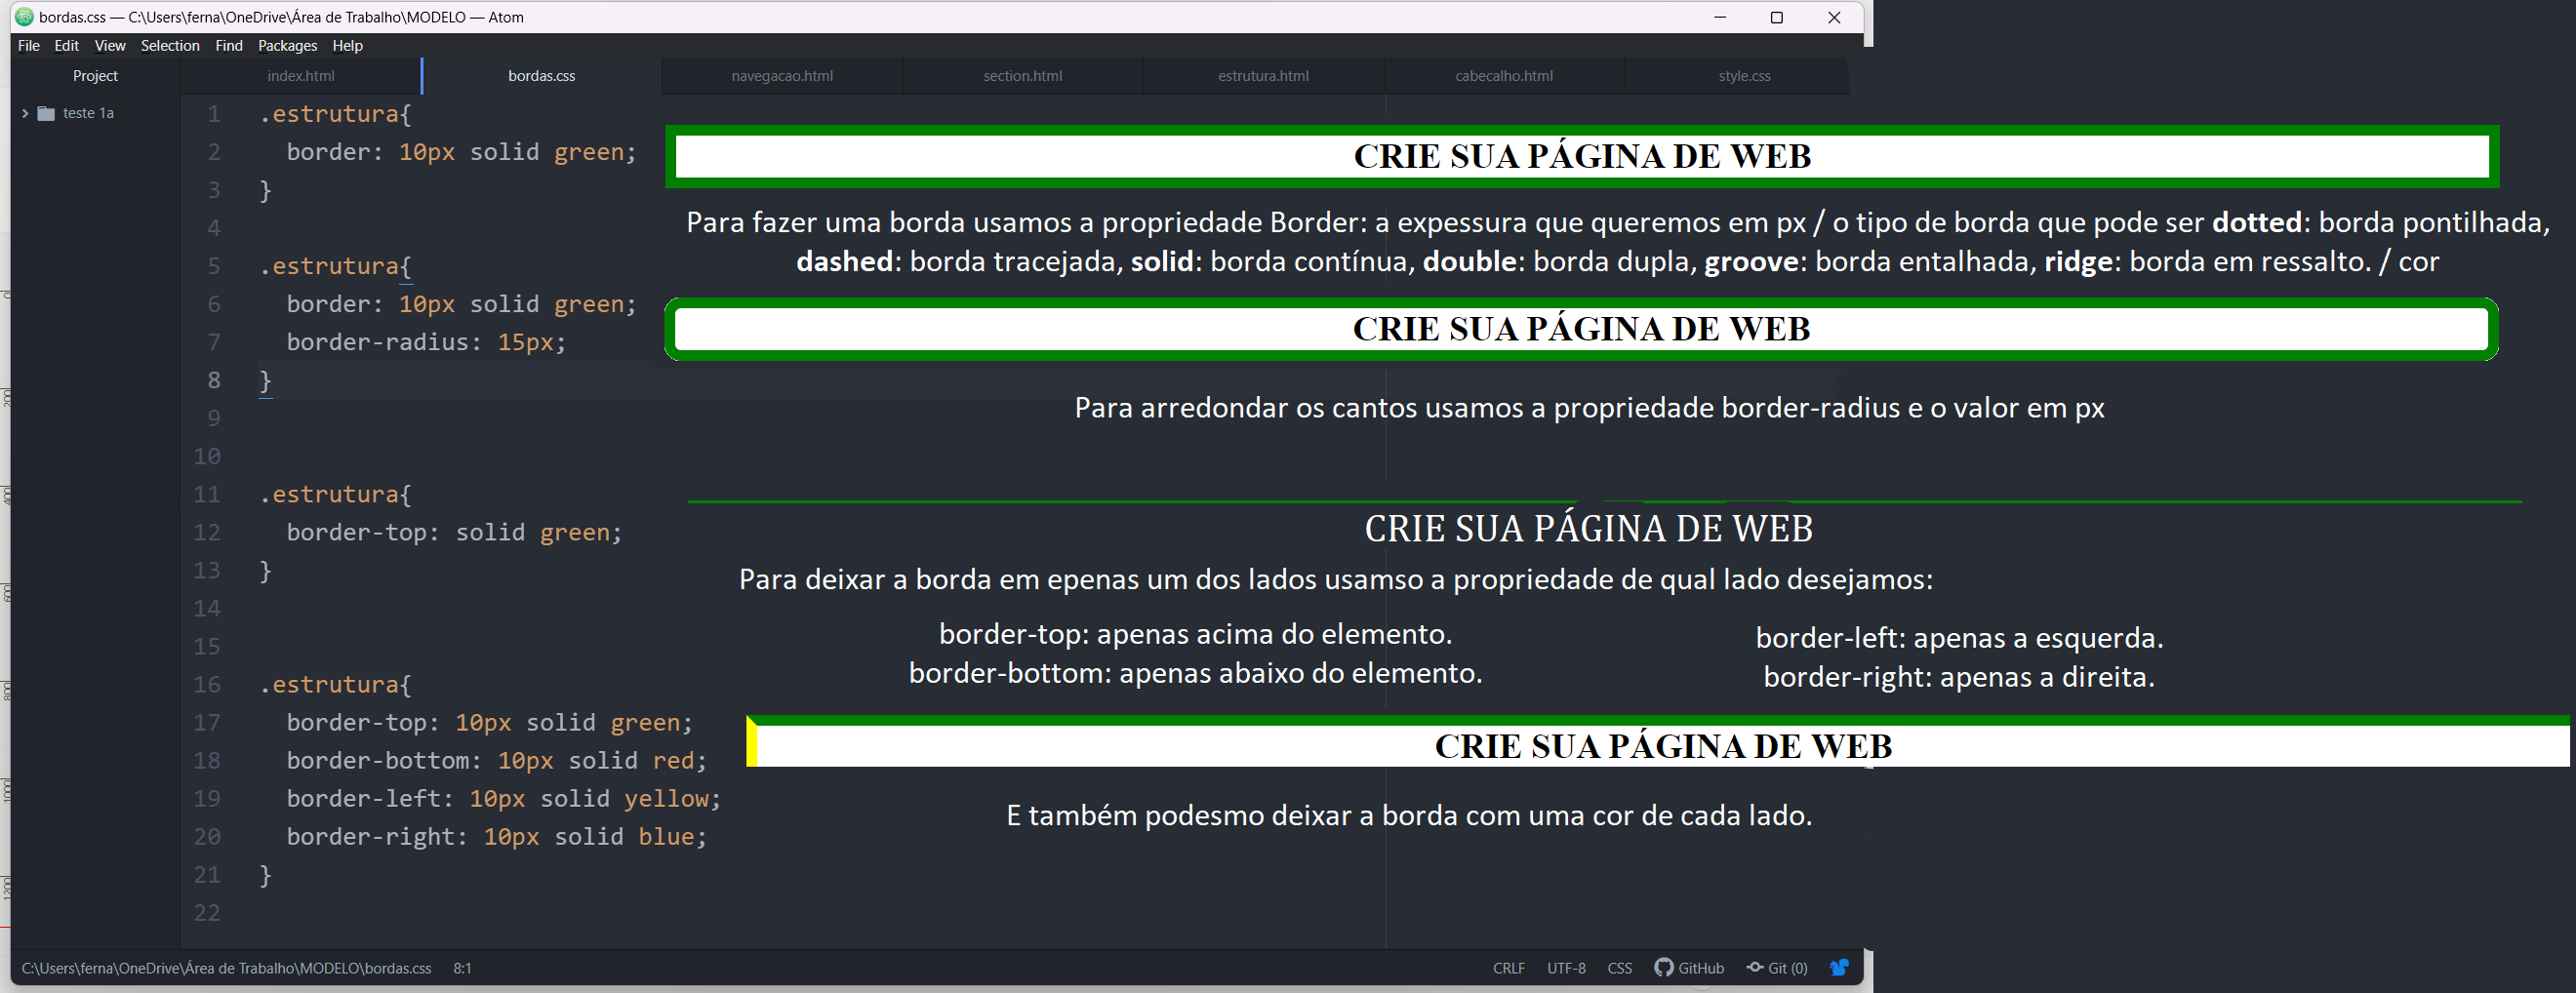 bordas.css — C:\Users\ferna\OneDrive\Área de Trabalho\MODELO — Atom
File Edit View Selection Find Packages Help
Project index.html bordas.css navegacao.html section.html estrutura.html cabecalho.html style.css
teste 1a
1 .estrutura{
2 border: 10px solid green;
3 }
4
5 .estrutura{
6 border: 10px solid green;
7 border-radius: 15px;
8 }
9
10
11 .estrutura{
12 border-top: solid green;
13 }
14
15
16 .estrutura{
17 border-top: 10px solid green;
18 border-bottom: 10px solid red;
19 border-left: 10px solid yellow;
20 border-right: 10px solid blue;
21 }
22
CRIE SUA PÁGINA DE WEB
Para fazer uma borda usamos a propriedade Border: a expessura que queremos em px / o tipo de borda que pode ser dotted: borda pontilhada,
dashed: borda tracejada, solid: borda contínua, double: borda dupla, groove: borda entalhada, ridge: borda em ressalto. / cor
CRIE SUA PÁGINA DE WEB
Para arredondar os cantos usamos a propriedade border-radius e o valor em px
CRIE SUA PÁGINA DE WEB
Para deixar a borda em epenas um dos lados usamso a propriedade de qual lado desejamos:
border-top: apenas acima do elemento.
border-bottom: apenas abaixo do elemento.
border-left: apenas a esquerda.
border-right: apenas a direita.
CRIE SUA PÁGINA DE WEB
E também podesmo deixar a borda com uma cor de cada lado.
0
200
400
600
800
1000
1200
C:\Users\ferna\OneDrive\Área de Trabalho\MODELO\bordas.css 8:1 CRLF UTF-8 CSS GitHub Git (0)